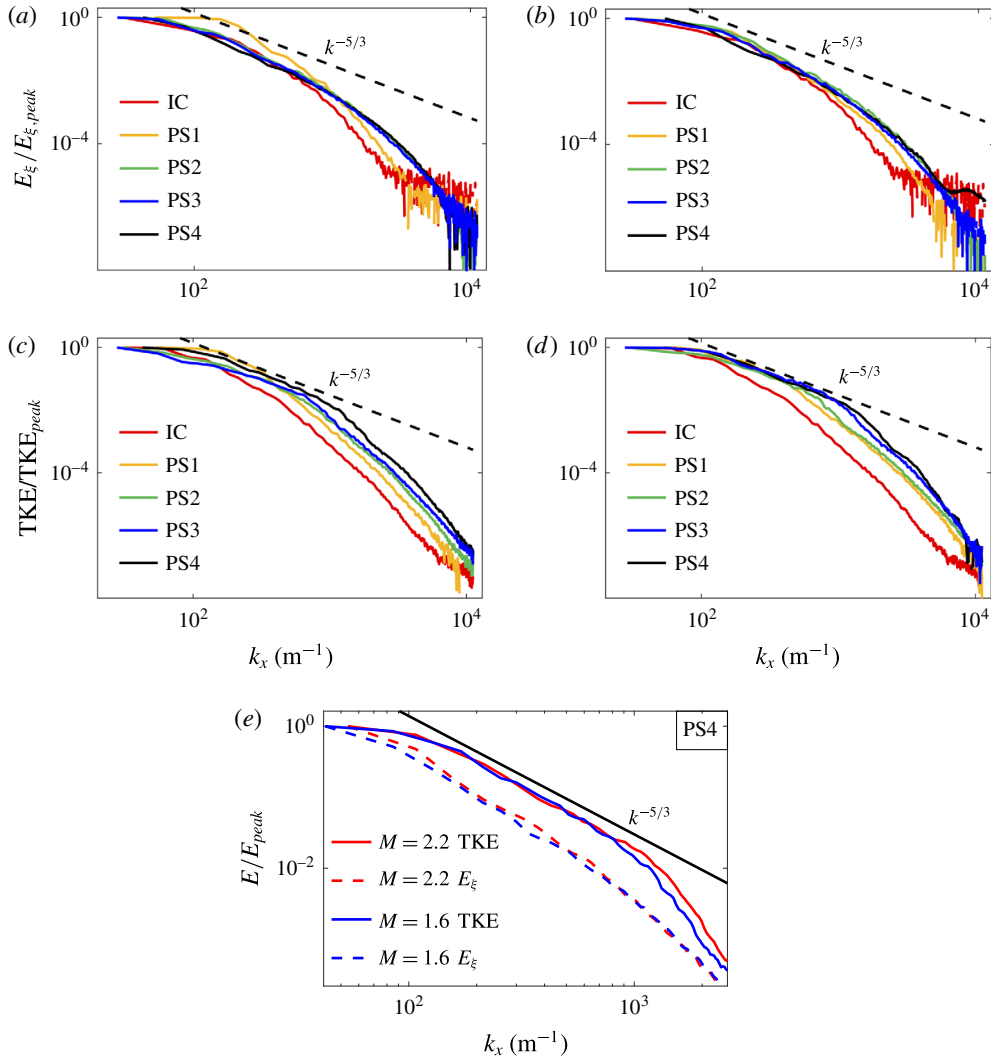 (a)
10^0
10^-4
E_ξ/E_ξ,peak
k^-5/3
IC
PS1
PS2
PS3
PS4
10^2
10^4
(b)
10^0
10^-4
k^-5/3
IC
PS1
PS2
PS3
PS4
10^2
10^4
(c)
10^0
10^-4
TKE/TKE_peak
k^-5/3
IC
PS1
PS2
PS3
PS4
10^2
10^4
k_x (m^-1)
(d)
10^0
10^-4
k^-5/3
IC
PS1
PS2
PS3
PS4
10^2
10^4
k_x (m^-1)
(e)
PS4
10^0
10^-2
E/E_peak
k^-5/3
M = 2.2 TKE
M = 2.2 E_ξ
M = 1.6 TKE
M = 1.6 E_ξ
10^2
10^3
k_x (m^-1)